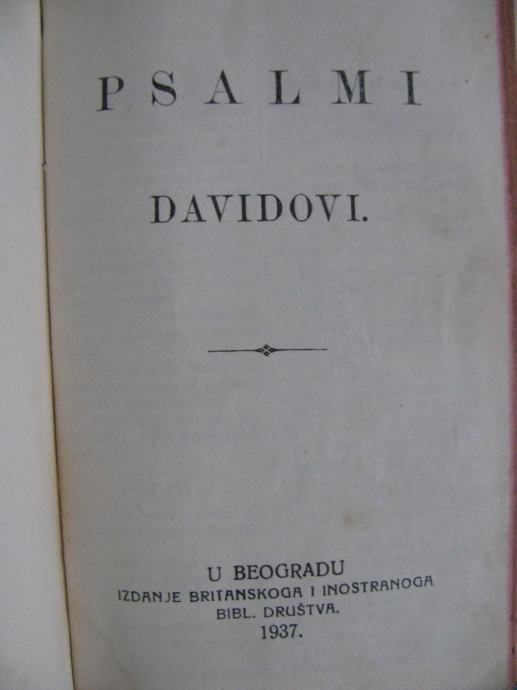 PSALMI
DAVIDOVI.
U BEOGRADU
IZDANJE BRITANSKOGA I INOSTRANOGA
BIBL. DRUŠTVA.
1937.